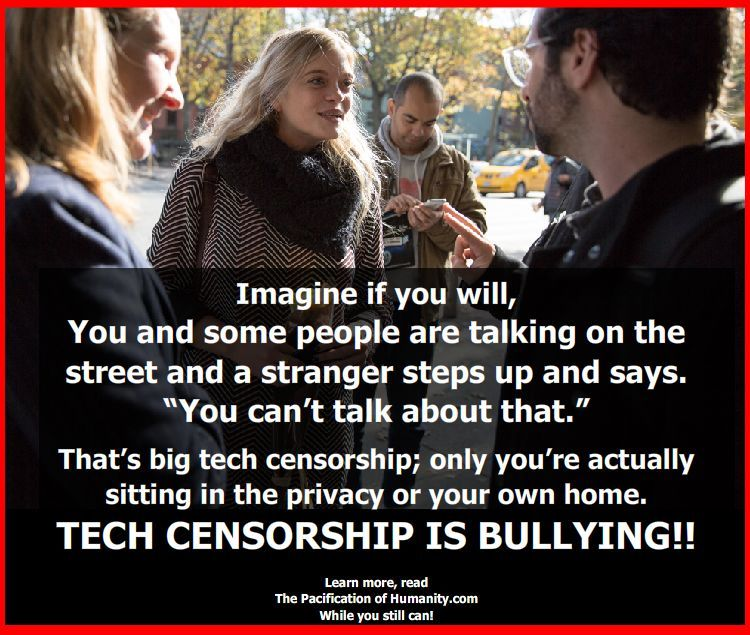 Imagine if you will,
You and some people are talking on the
street and a stranger steps up and says.
“You can’t talk about that.”
That’s big tech censorship; only you’re actually
sitting in the privacy or your own home.
TECH CENSORSHIP IS BULLYING!!
Learn more, read
The Pacification of Humanity.com
While you still can!